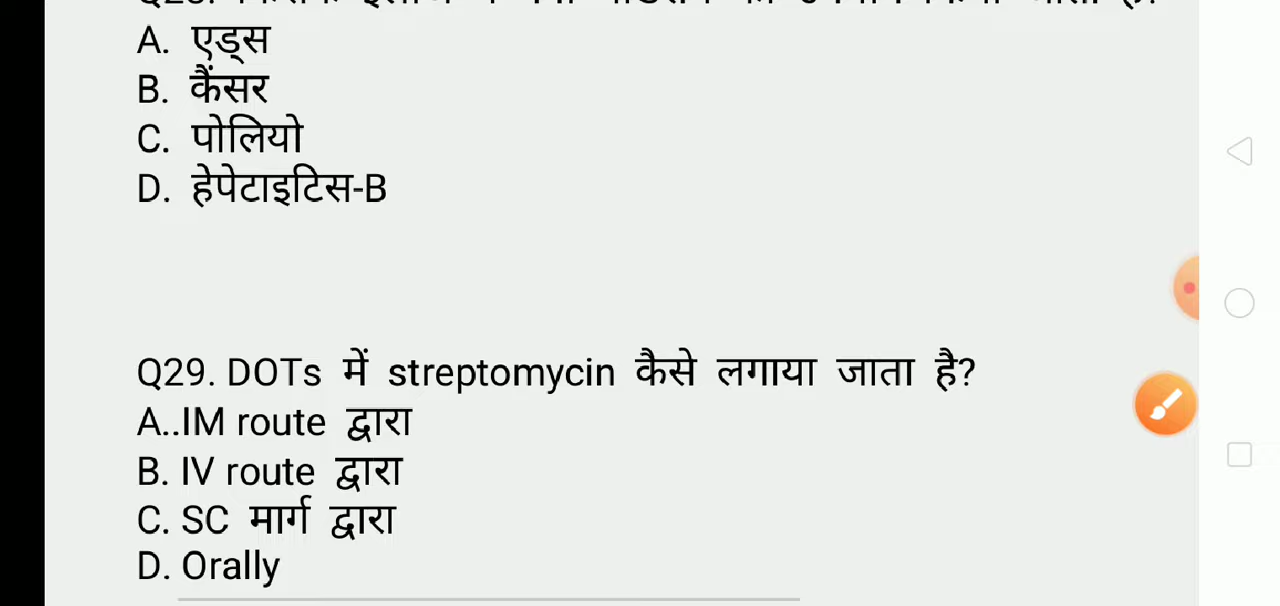 A. एड्स
B. कैंसर
C. पोलियो
D. हेपेटाइटिस-B
Q29. DOTs में streptomycin कैसे लगाया जाता है?
A..IM route द्वारा
B. IV route द्वारा
C. SC मार्ग द्वारा
D. Orally